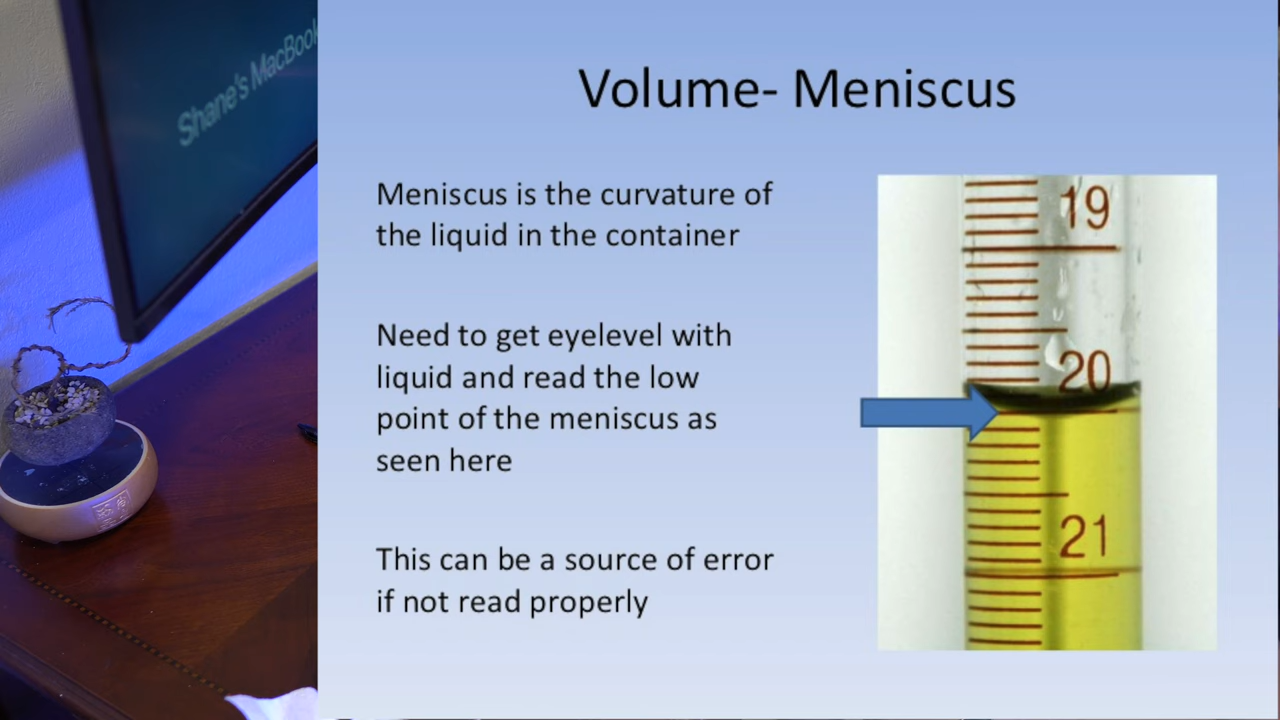 Shane's MacBook
Volume- Meniscus
Meniscus is the curvature of
the liquid in the container
Need to get eyelevel with
liquid and read the low
point of the meniscus as
seen here
This can be a source of error
if not read properly
19
20
21